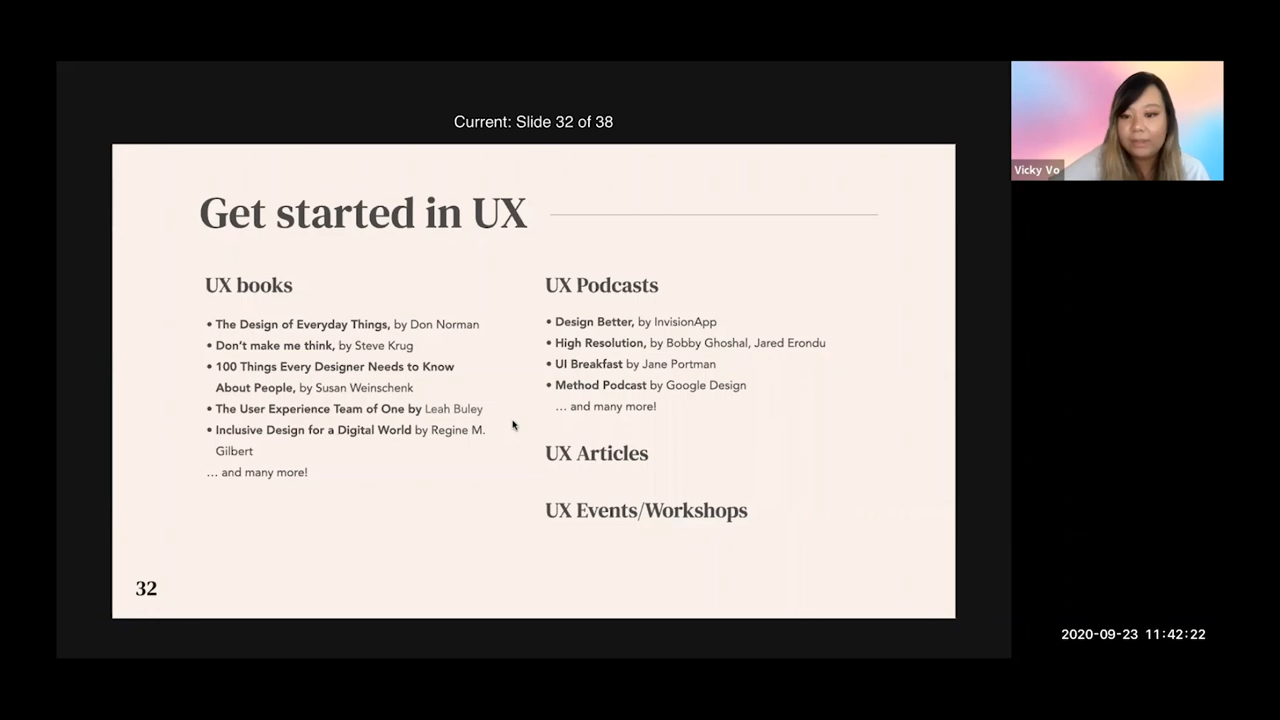 Current: Slide 32 of 38
Get started in UX
UX books
• The Design of Everyday Things, by Don Norman
• Don't make me think, by Steve Krug
• 100 Things Every Designer Needs to Know
About People, by Susan Weinschenk
• The User Experience Team of One by Leah Buley
• Inclusive Design for a Digital World by Regine M.
Gilbert
... and many more!
UX Podcasts
• Design Better, by InvisionApp
• High Resolution, by Bobby Ghoshal, Jared Erondu
• UI Breakfast by Jane Portman
• Method Podcast by Google Design
... and many more!
UX Articles
UX Events/Workshops
32
Vicky Vo
2020-09-23 11:42:22